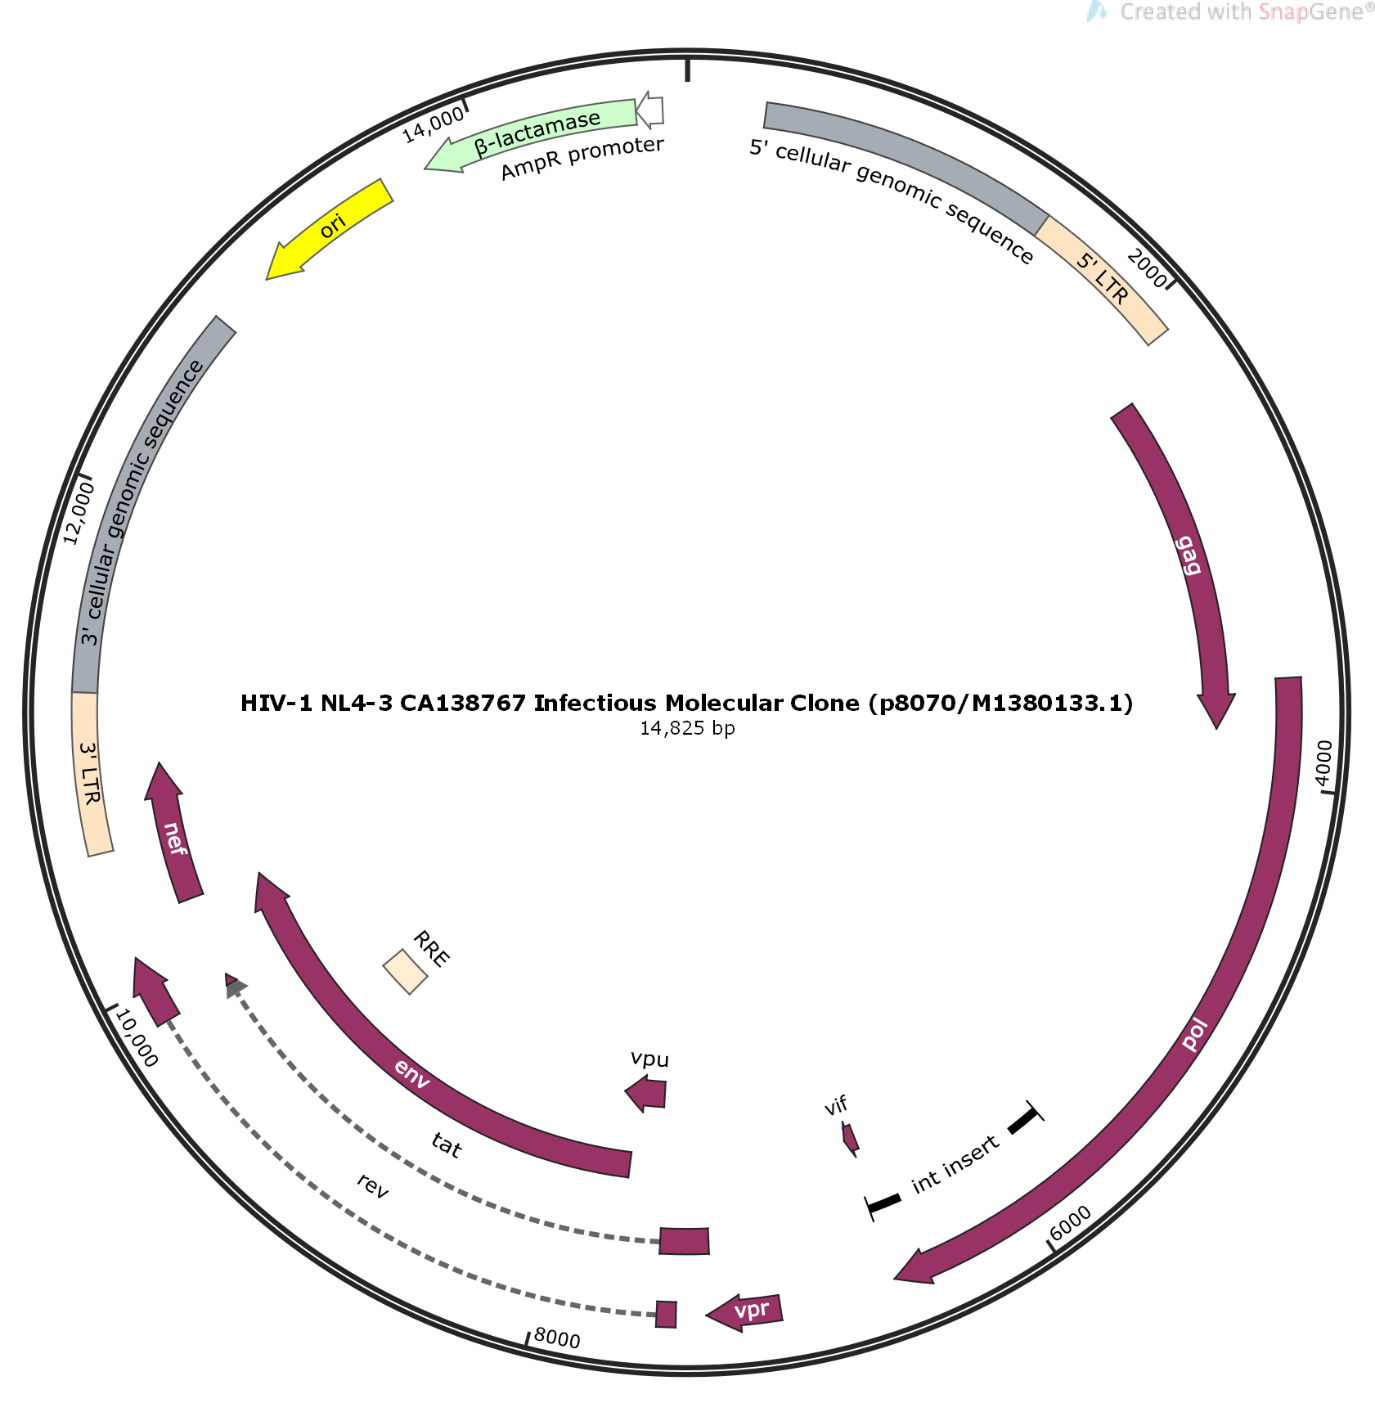 Created with SnapGene®
14,000
β-lactamase
AmpR promoter
5' cellular genomic sequence
5' LTR
2000
ori
3' cellular genomic sequence
12,000
gag
HIV-1 NL4-3 CA138767 Infectious Molecular Clone (p8070/M1380133.1)
14,825 bp
4000
3' LTR
nef
RRE
10,000
pol
env
vpu
vif
tat
int insert
rev
6000
vpr
8000